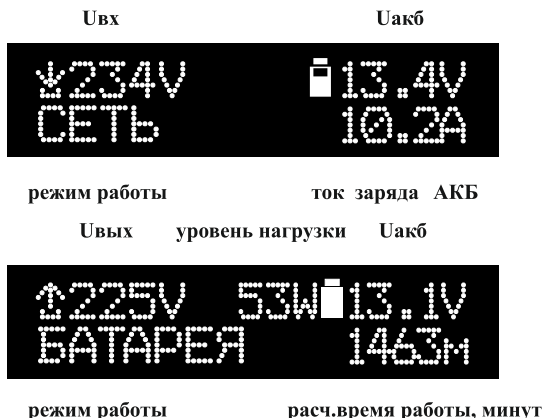 Uвх Uакб
234V 13.4V
СЕТЬ 10.2A
режим работы ток заряда АКБ
Uвых уровень нагрузки Uакб
225V 53W 13.1V
БАТАРЕЯ 1463м
режим работы расч.время работы, минут